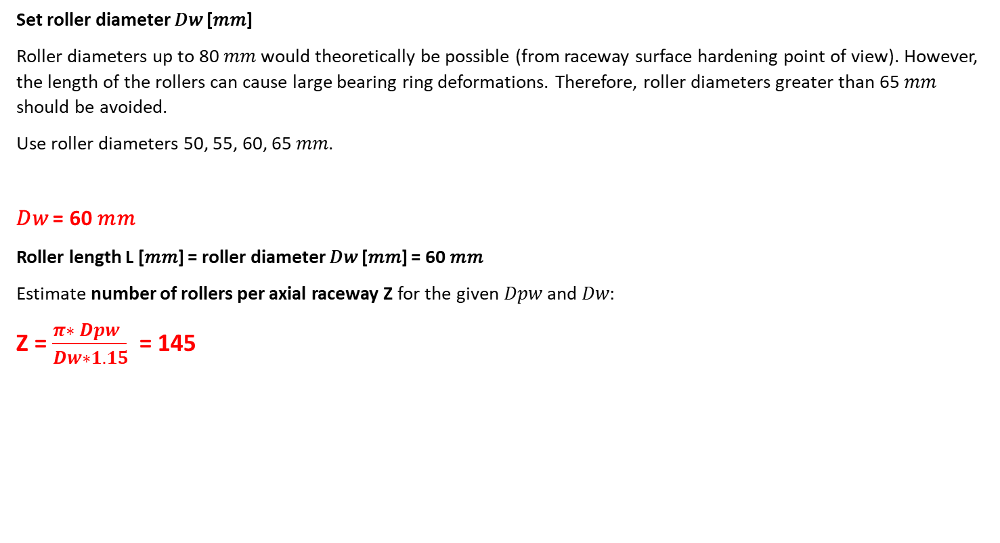 Set roller diameter Dw [mm]
Roller diameters up to 80 mm would theoretically be possible (from raceway surface hardening point of view). However,
the length of the rollers can cause large bearing ring deformations. Therefore, roller diameters greater than 65 mm
should be avoided.
Use roller diameters 50, 55, 60, 65 mm.
Dw = 60 mm
Roller length L [mm] = roller diameter Dw [mm] = 60 mm
Estimate number of rollers per axial raceway Z for the given Dpw and Dw:
Z = π* Dpw / Dw*1.15 = 145